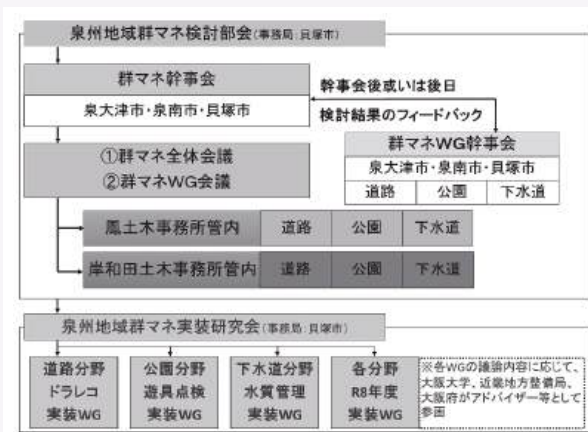 泉州地域群マネ検討部会(事務局:貝塚市)
群マネ幹事会
泉大津市・泉南市・貝塚市
幹事会後或いは後日
検討結果のフィードバック
①群マネ全体会議
②群マネWG会議
群マネWG幹事会
泉大津市・泉南市・貝塚市
道路 公園 下水道
鳳土木事務所管内 道路 公園 下水道
岸和田土木事務所管内 道路 公園 下水道
泉州地域群マネ実装研究会(事務局:貝塚市)
道路分野
ドラレコ
実装WG
公園分野
遊具点検
実装WG
下水道分野
水質管理
実装WG
各分野
R8年度
実装WG
※各WGの議論内容に応じて、
大阪大学、近畿地方整備局、
大阪府がアドバイザー等として
参画